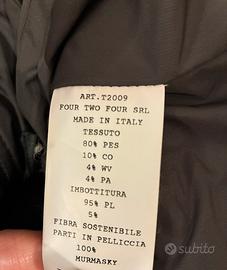 ART.T2009
FOUR TWO FOUR SRL
MADE IN ITALY
TESSUTO
80% PES
10% CO
4% WV
4% PA
IMBOTTITURA
95% PL
5%
FIBRA SOSTENIBILE
PARTI IN PELLICCIA
100%
MURMASKY
subito